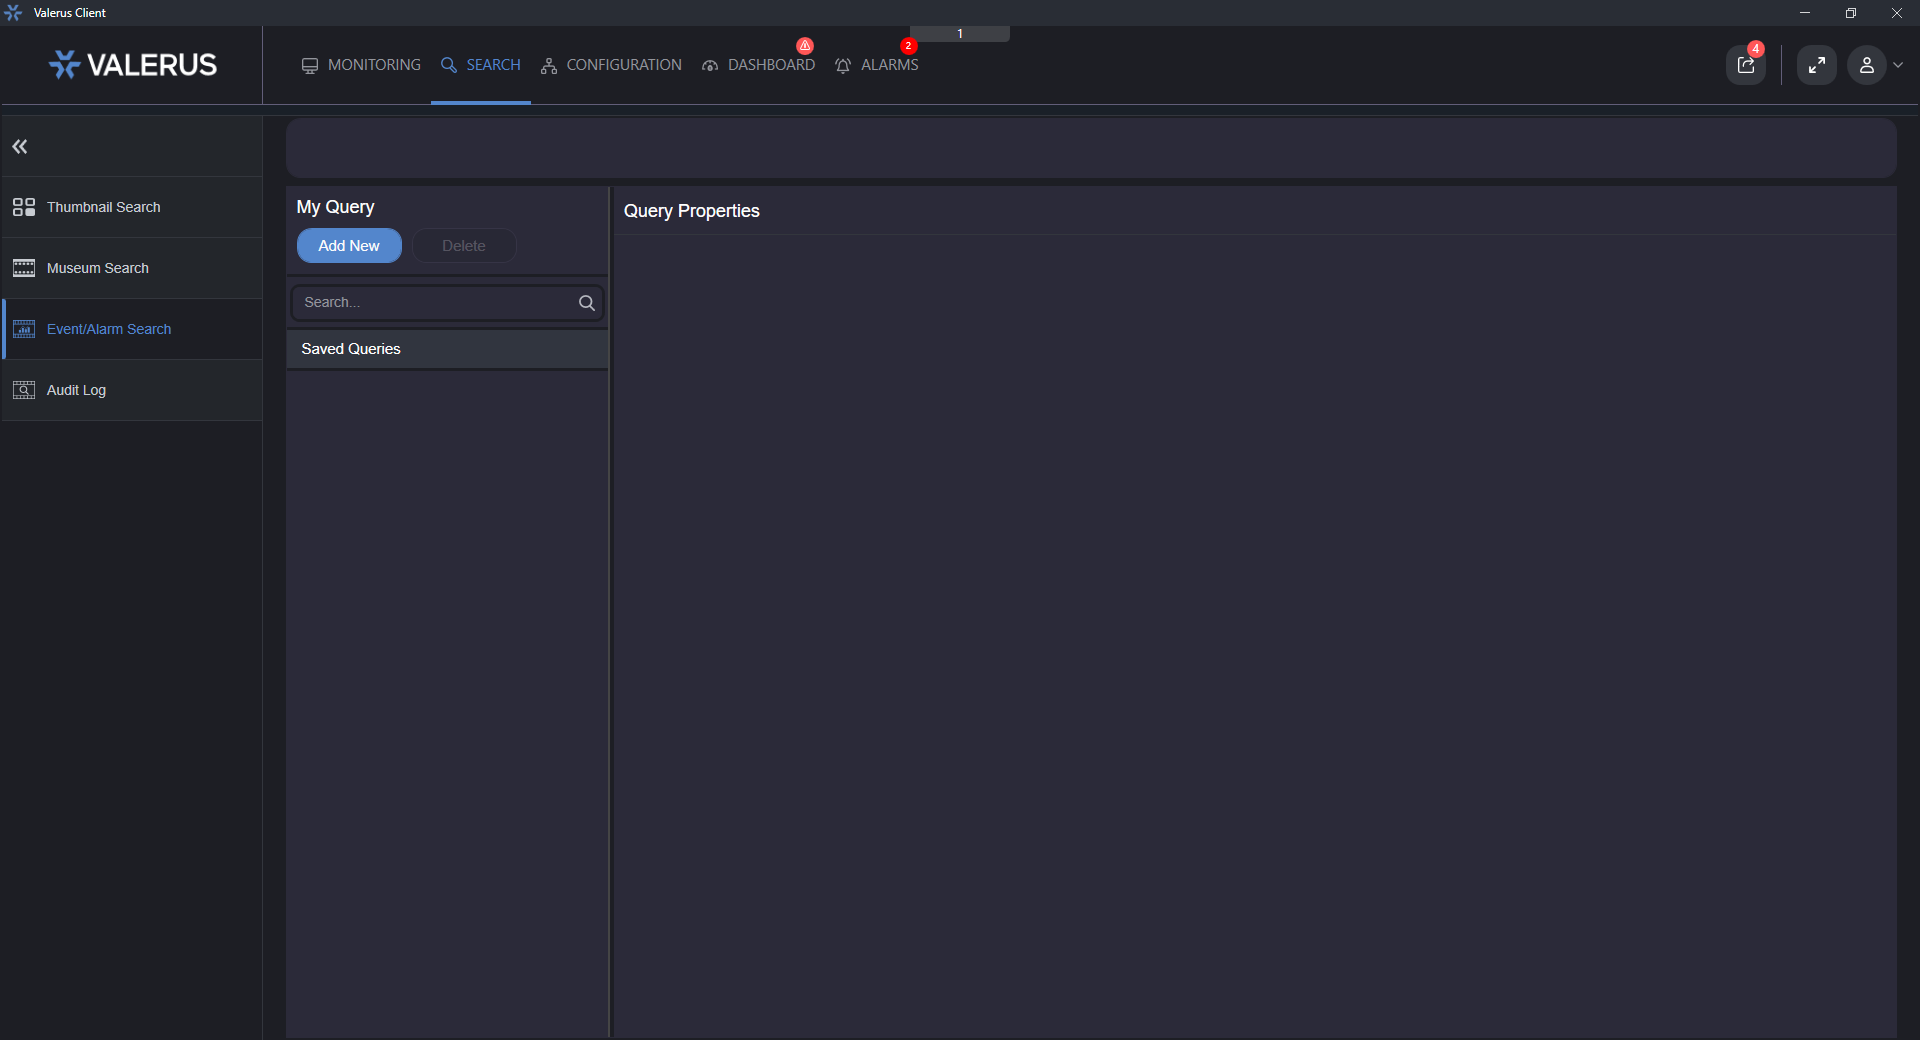 Valerus Client
1
VALERUS
MONITORING
SEARCH
CONFIGURATION
DASHBOARD
2
ALARMS
4
Thumbnail Search
Museum Search
Event/Alarm Search
Audit Log
My Query
Add New
Delete
Search...
Saved Queries
Query Properties